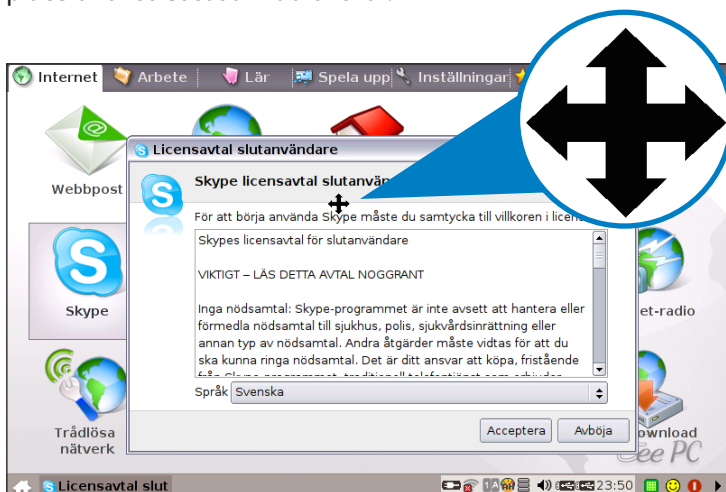 Internet Arbete Lär Spela upp Inställningar
Webbpost
Licensavtal slutanvändare
Skype licensavtal
För att börja använda Skype måste du samtycka till villkoren i
Skypes licensavtal för slutanvändare
VIKTIGT – LÄS DETTA AVTAL NOGGRANT
Inga nödsamtal: Skype-programmet är inte avsett att hantera eller
förmedla nödsamtal till sjukhus, polis, sjukvårdsinrättning eller
annan typ av nödsamtal. Andra åtgärder måste vidtas för att du
ska kunna ringa nödsamtal. Det är ditt ansvar att köpa, fristående
Skype
et-radio
Språk Svenska
Acceptera Avböja
Trådlösa
nätverk
ownload
Eee PC
Licensavtal slut
1 A
23:50